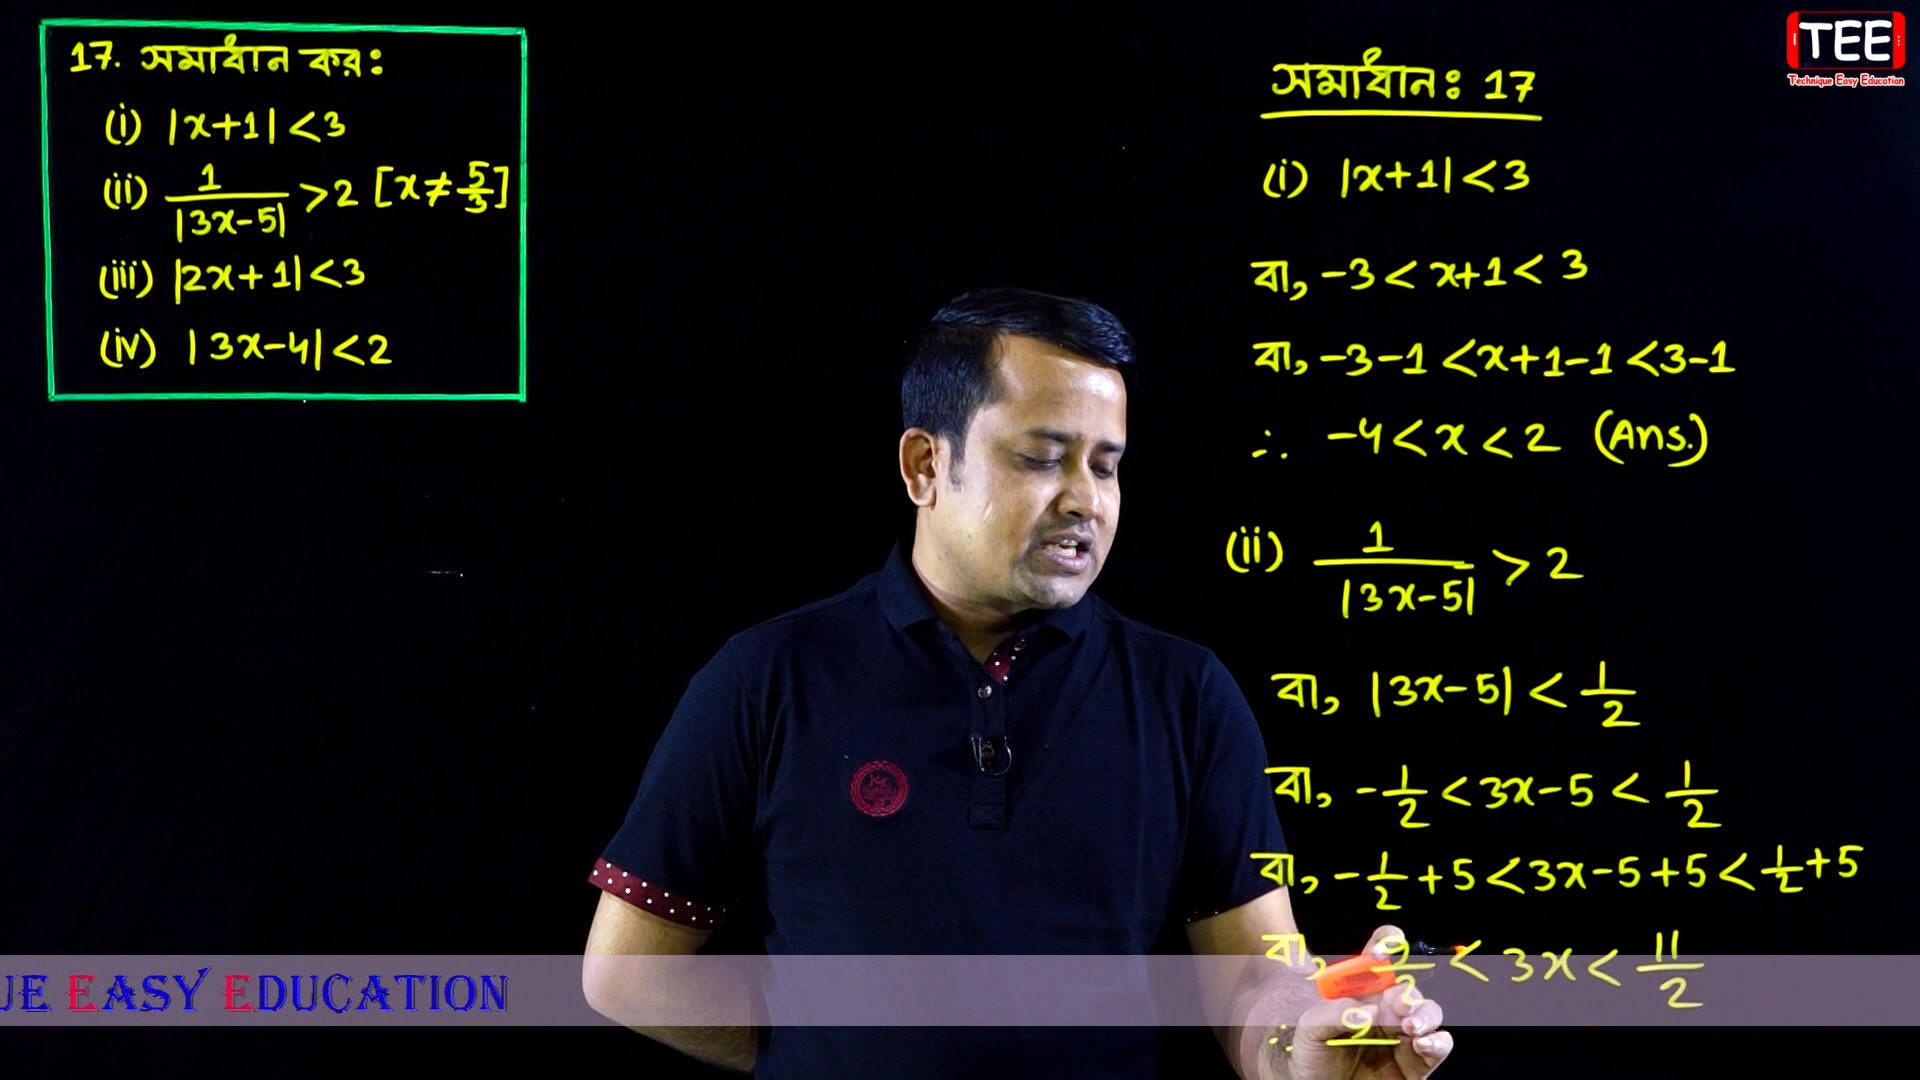 17. সমাধান কর:
(i) |x+1| < 3
(ii) 1/|3x-5| > 2 [x ≠ 5/3]
(iii) |2x+1| < 3
(iv) |3x-4| < 2
TEE
Technique Easy Education
সমাধান: 17
(i) |x+1| < 3
বা, -3 < x+1 < 3
বা, -3-1 < x+1-1 < 3-1
∴ -4 < x < 2 (Ans.)
(ii) 1/|3x-5| > 2
বা, |3x-5| < 1/2
বা, -1/2 < 3x-5 < 1/2
বা, -1/2+5 < 3x-5+5 < 1/2+5
বা, 9/2 < 3x < 11/2
∴ 9
UE EASY EDUCATION